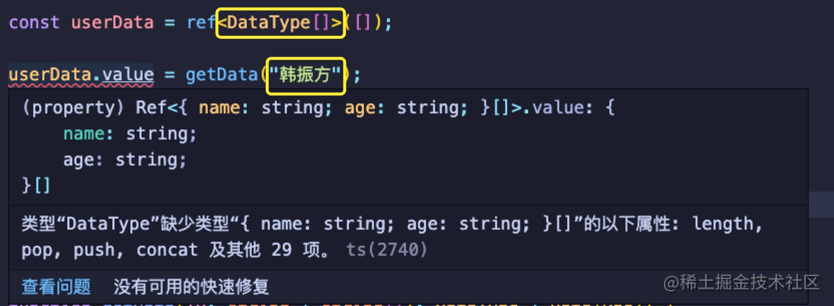 const userData = ref<DataType[]>([]);
userData.value = getData("韩振方");
(property) Ref<{ name: string; age: string; }[]>.value: {
    name: string;
    age: string;
}[]
类型“DataType”缺少类型“{ name: string; age: string; }[]”的以下属性: length,
pop, push, concat 及其他 29 项。 ts(2740)
查看问题 没有可用的快速修复
@稀土掘金技术社区